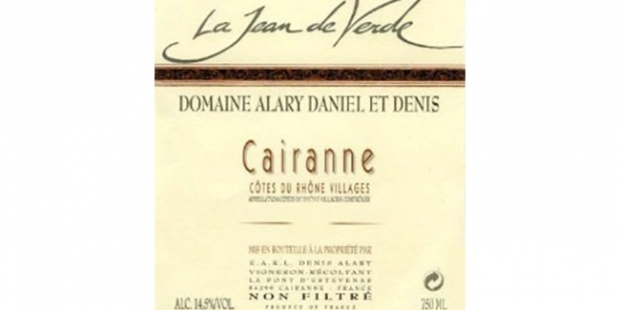 La Jean de Verde
DOMAINE ALARY DANIEL ET DENIS
Cairanne
CÔTES DU RHÔNE VILLAGES
APPELLATION CÔTES DU RHÔNE VILLAGES CONTRÔLÉE
MIS EN BOUTEILLE À LA PROPRIÉTÉ PAR
E.A.R.L. DENIS ALARY
VIGNERON-RÉCOLTANT
LA FONT D'ESTÉVENAS
84290 CAIRANNE - FRANCE
NON FILTRÉ
ALC. 14,5%/VOL.
PRODUCE OF FRANCE
750 ML